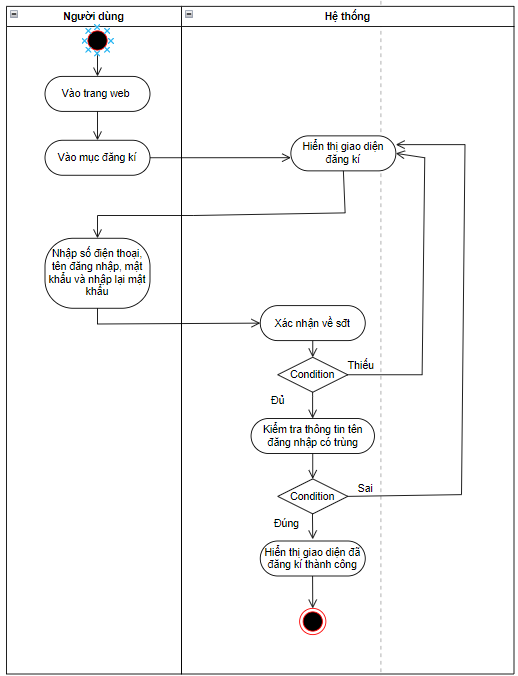 Người dùng
Hệ thống
Vào trang web
Vào mục đăng kí
Hiển thị giao diện
đăng kí
Nhập số điện thoại,
tên đăng nhập, mật
khẩu và nhập lại mật
khẩu
Xác nhận về sđt
Condition
Thiếu
Đủ
Kiểm tra thông tin tên
đăng nhập có trùng
Condition
Sai
Đúng
Hiển thị giao diện đã
đăng kí thành công